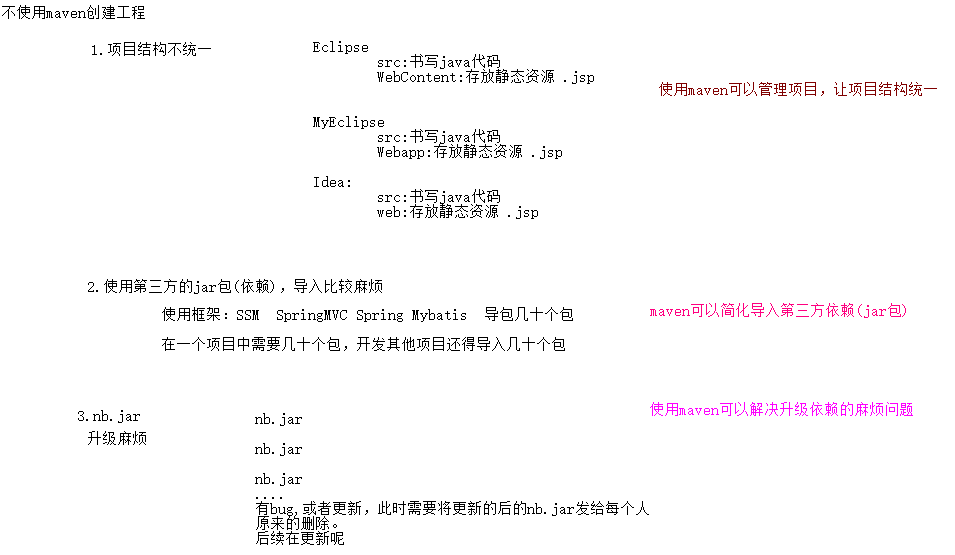 不使用maven创建工程
1.项目结构不统一
Eclipse
src:书写java代码
WebContent:存放静态资源 .jsp
使用maven可以管理项目，让项目结构统一
MyEclipse
src:书写java代码
Webapp:存放静态资源 .jsp
Idea:
src:书写java代码
web:存放静态资源 .jsp
2.使用第三方的jar包(依赖)，导入比较麻烦
使用框架：SSM SpringMVC Spring Mybatis 导包几十个包
maven可以简化导入第三方依赖(jar包)
在一个项目中需要几十个包，开发其他项目还得导入几十个包
3.nb.jar
升级麻烦
使用maven可以解决升级依赖的麻烦问题
nb.jar
nb.jar
nb.jar
....
有bug,或者更新，此时需要将更新的后的nb.jar发给每个人
原来的删除。
后续在更新呢